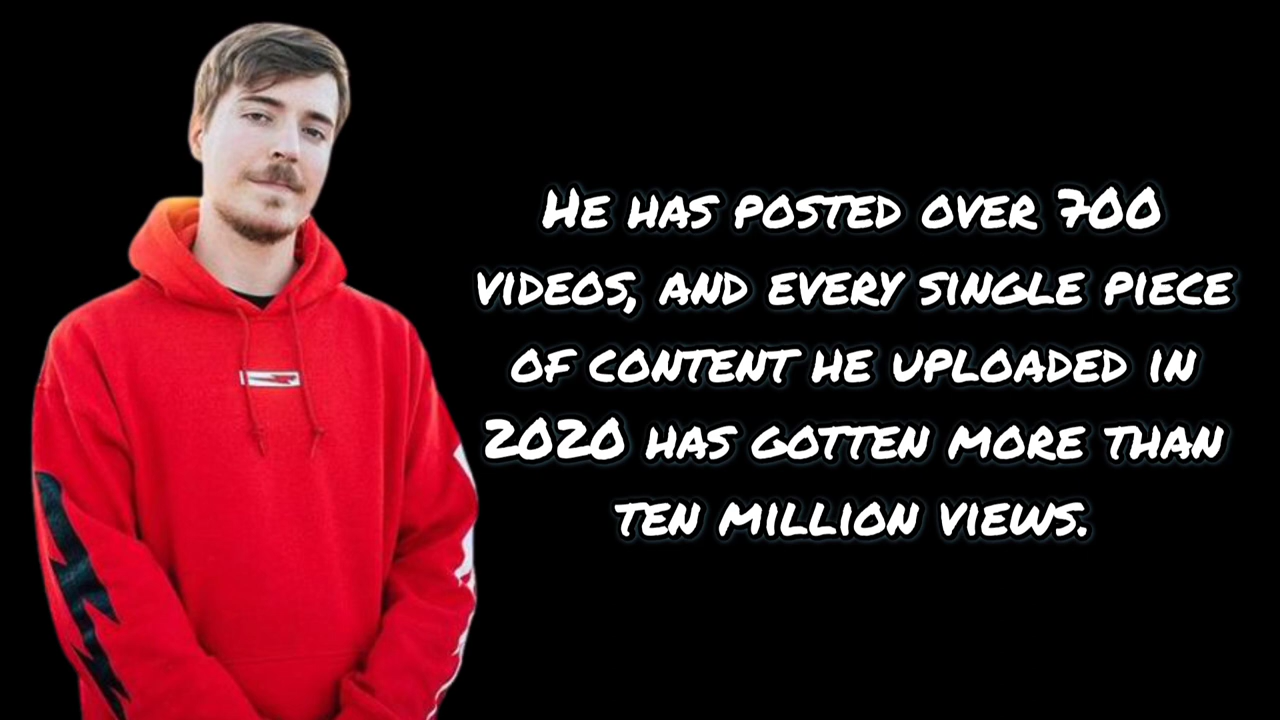 He has posted over 700
videos, and every single piece
of content he uploaded in
2020 has gotten more than
ten million views.